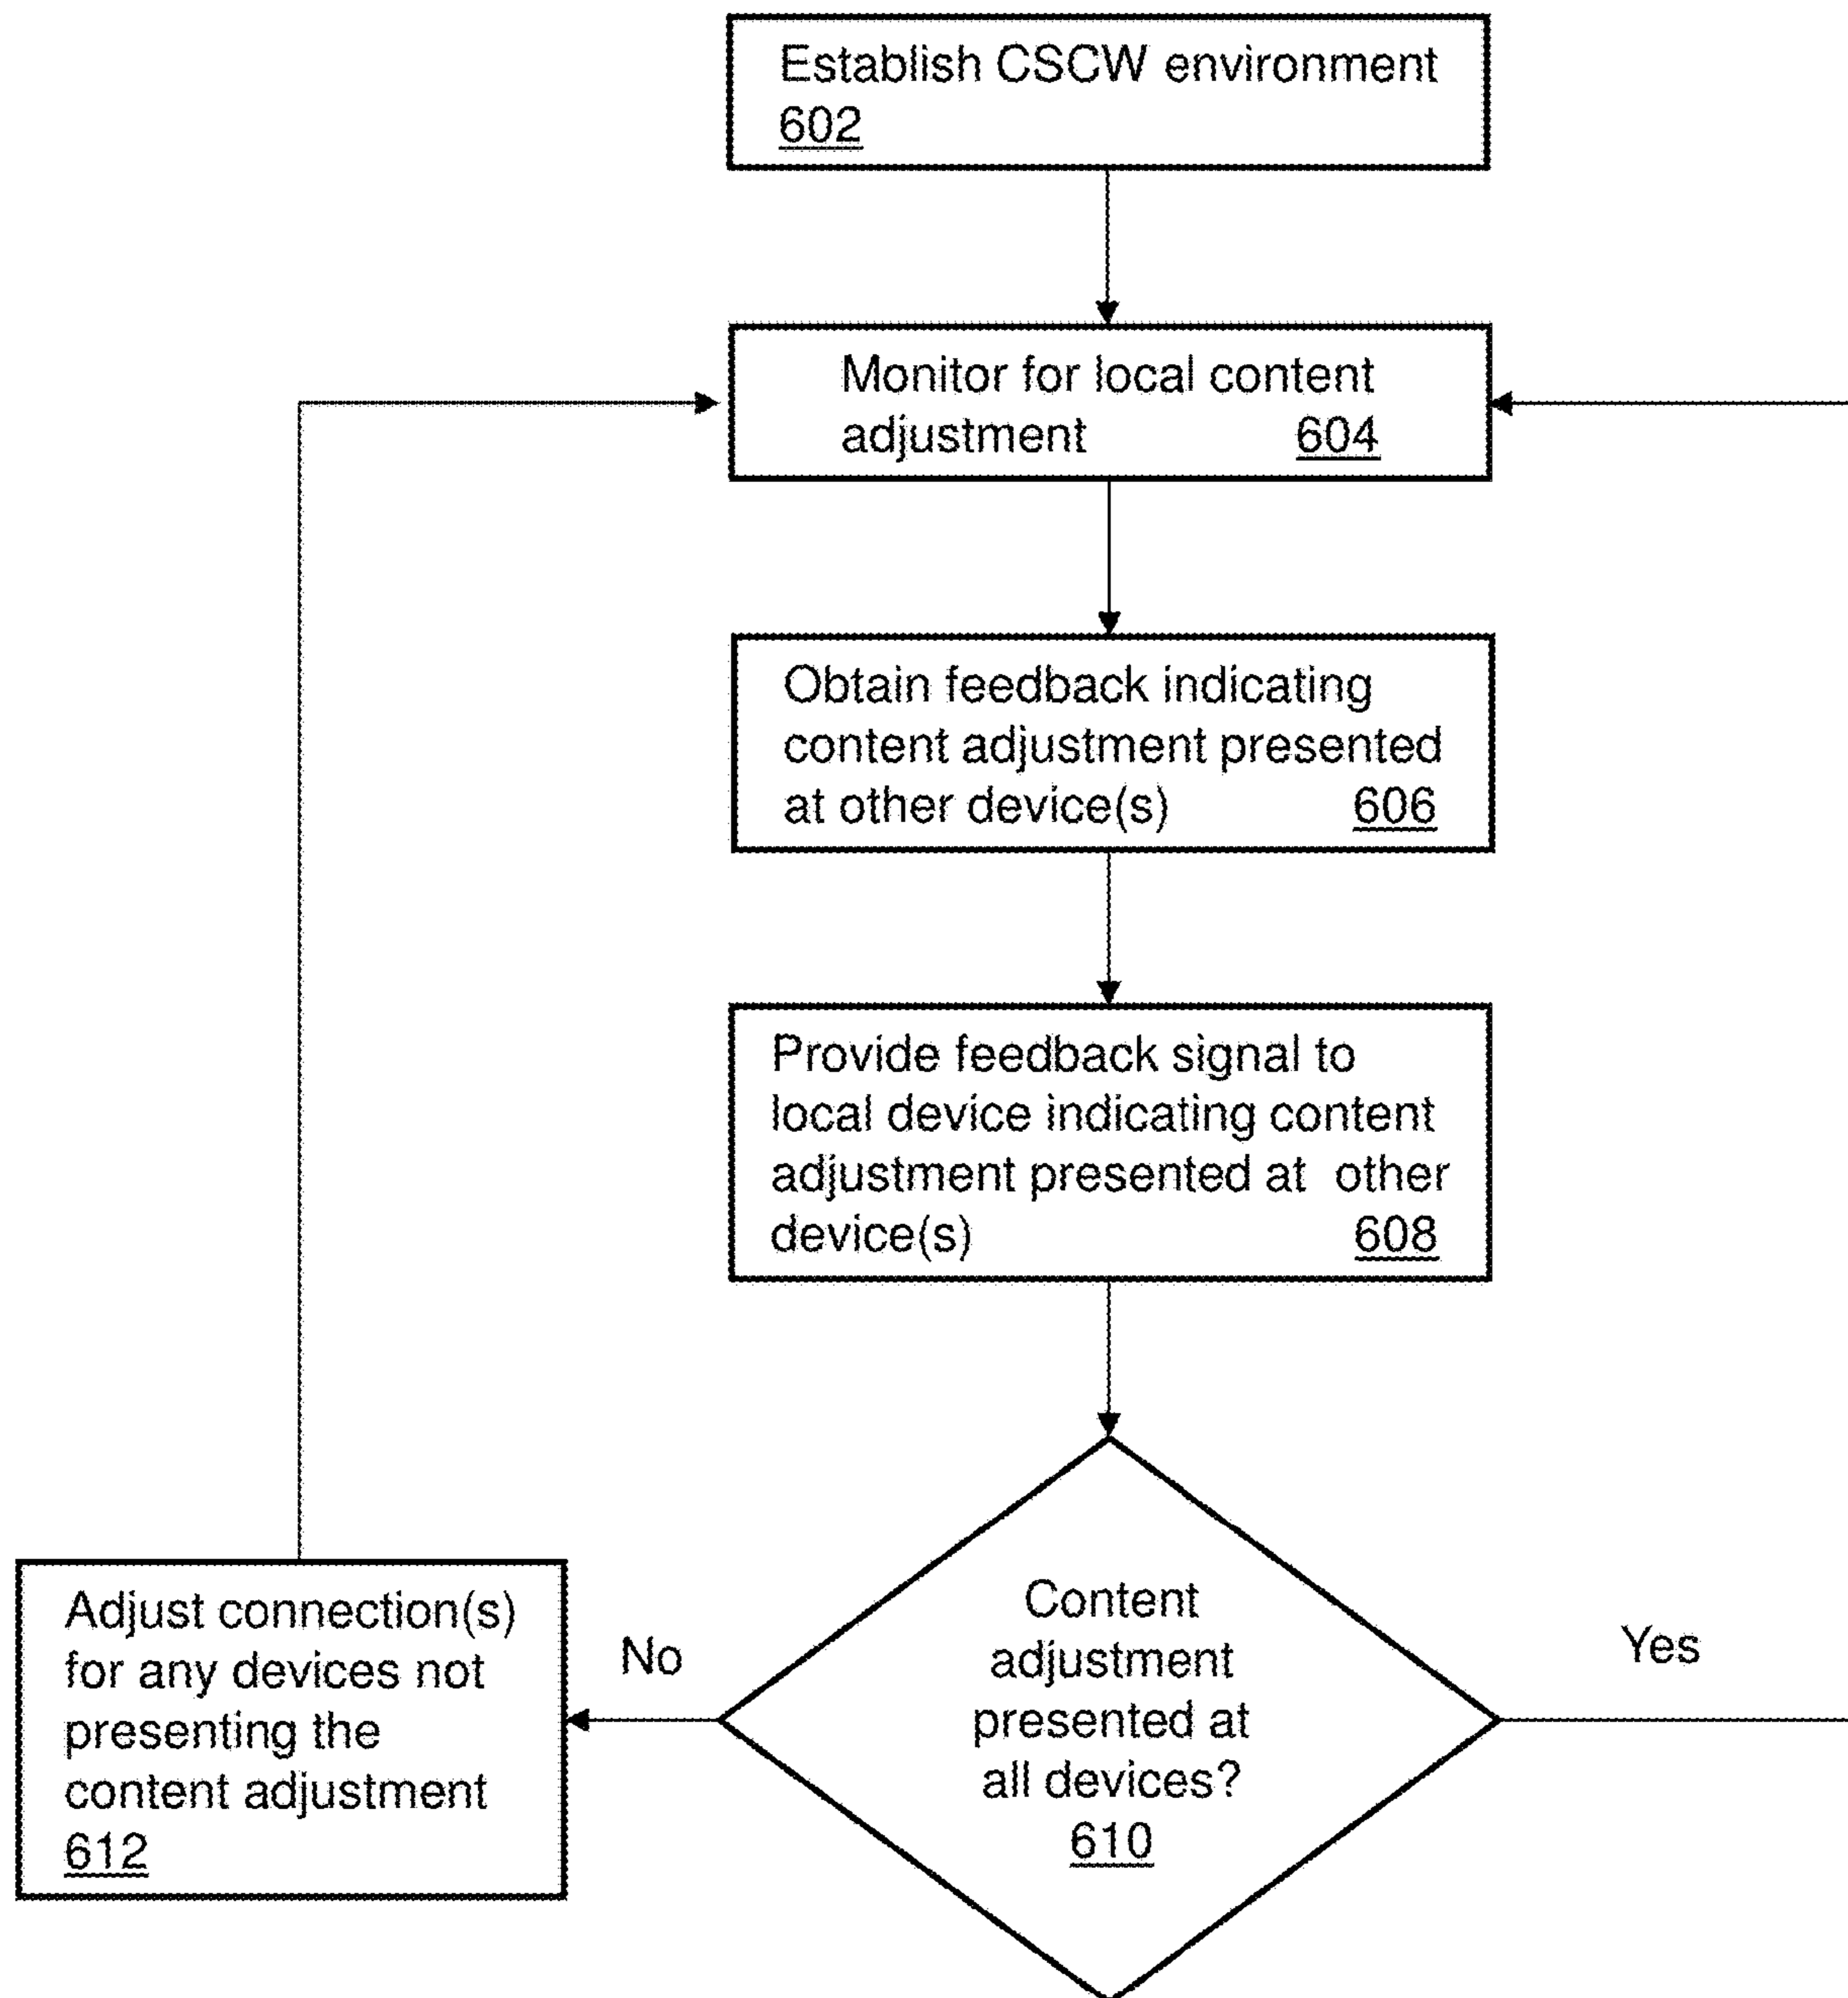 Establish CSCW environment
602
Monitor for local content
adjustment 604
Obtain feedback indicating
content adjustment presented
at other device(s) 606
Provide feedback signal to
local device indicating content
adjustment presented at other
device(s) 608
Content
adjustment
presented at
all devices?
610
No
Yes
Adjust connection(s)
for any devices not
presenting the
content adjustment
612